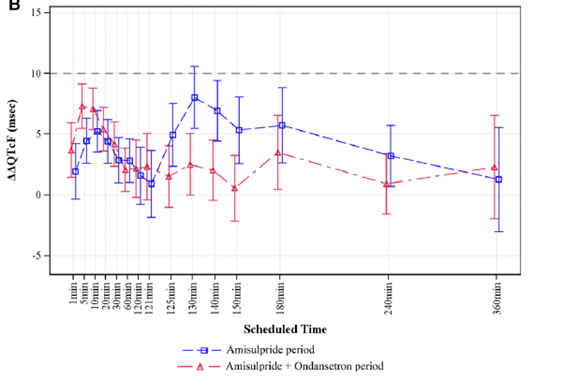 B
15
10
5
0
-5
ΔΔQTcF (msec)
1min
5min
10min
20min
30min
60min
120min
121min
125min
130min
140min
150min
180min
240min
360min
Scheduled Time
Amisulpride period
Amisulpride + Ondansetron period